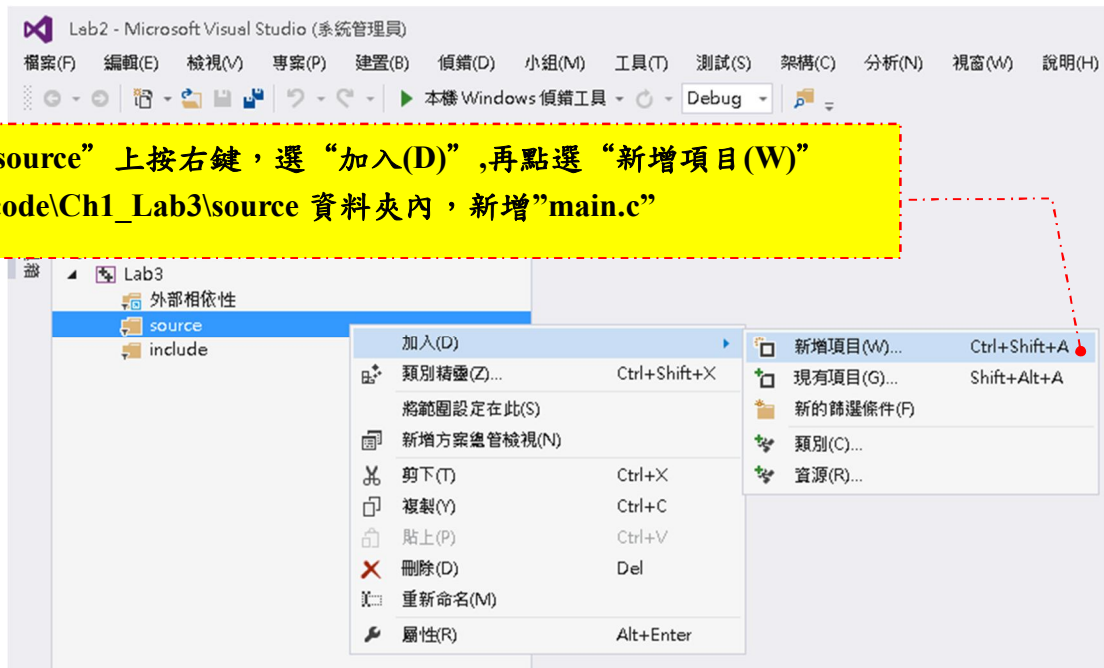 Lab2 - Microsoft Visual Studio (系統管理員)
檔案(F) 編輯(E) 檢視(V) 專案(P) 建置(B) 偵錯(D) 小組(M) 工具(T) 測試(S) 架構(C) 分析(N) 視窗(W) 說明(H)
本機 Windows 偵錯工具 Debug
source”上按右鍵，選“加入(D)”,再點選“新增項目(W)”
code\Ch1_Lab3\source 資料夾內，新增”main.c”
Lab3
外部相依性
source
include
加入(D)
類別精靈(Z)... Ctrl+Shift+X
將範圍設定在此(S)
新增方案總管檢視(N)
剪下(T) Ctrl+X
複製(Y) Ctrl+C
貼上(P) Ctrl+V
刪除(D) Del
重新命名(M)
屬性(R) Alt+Enter
新增項目(W)... Ctrl+Shift+A
現有項目(G)... Shift+Alt+A
新的篩選條件(F)
類別(C)...
資源(R)...